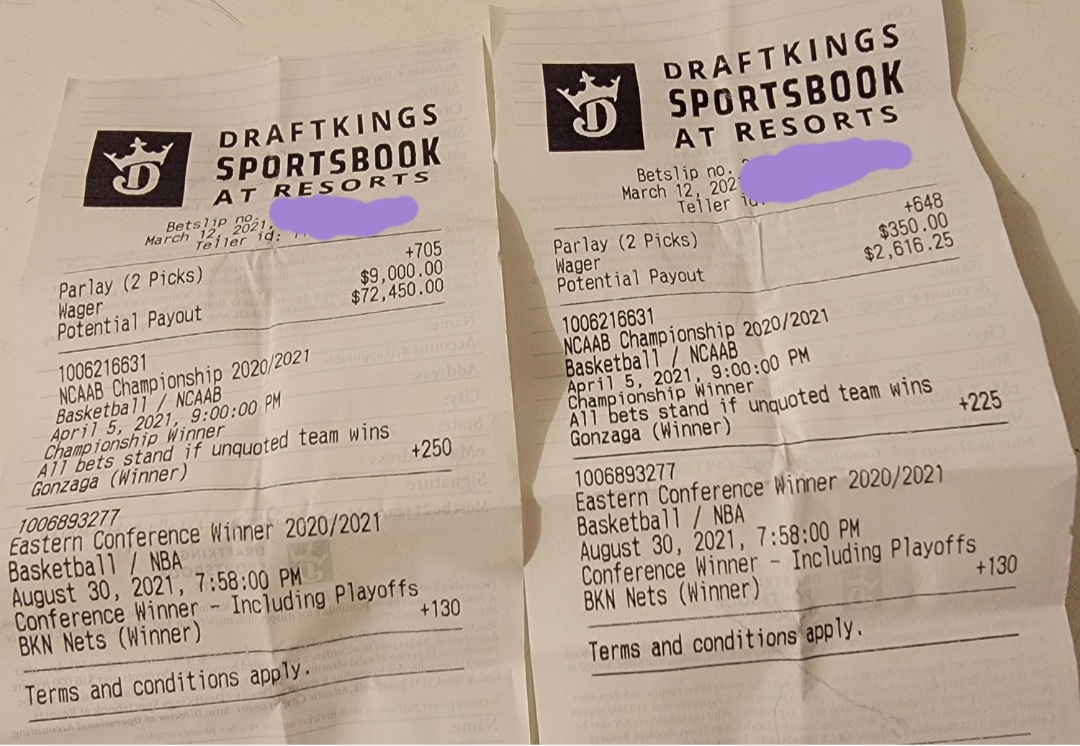 DRAFTKINGS
SPORTSBOOK
AT RESORTS
Betslip no.
March 12, 2021,
Teller id:
Parlay (2 Picks) +705
Wager $9,000.00
Potential Payout $72,450.00
1006216631
NCAAB Championship 2020/2021
Basketball / NCAAB
April 5, 2021, 9:00:00 PM
Championship Winner
All bets stand if unquoted team wins
Gonzaga (Winner) +250
1006893277
Eastern Conference Winner 2020/2021
Basketball / NBA
August 30, 2021, 7:58:00 PM
Conference Winner - Including Playoffs
BKN Nets (Winner) +130
Terms and conditions apply.
DRAFTKINGS
SPORTSBOOK
AT RESORTS
Betslip no.
March 12, 202
Teller id:
Parlay (2 Picks) +648
Wager $350.00
Potential Payout $2,616.25
1006216631
NCAAB Championship 2020/2021
Basketball / NCAAB
April 5, 2021, 9:00:00 PM
Championship Winner
All bets stand if unquoted team wins
Gonzaga (Winner) +225
1006893277
Eastern Conference Winner 2020/2021
Basketball / NBA
August 30, 2021, 7:58:00 PM
Conference Winner - Including Playoffs
BKN Nets (Winner) +130
Terms and conditions apply.